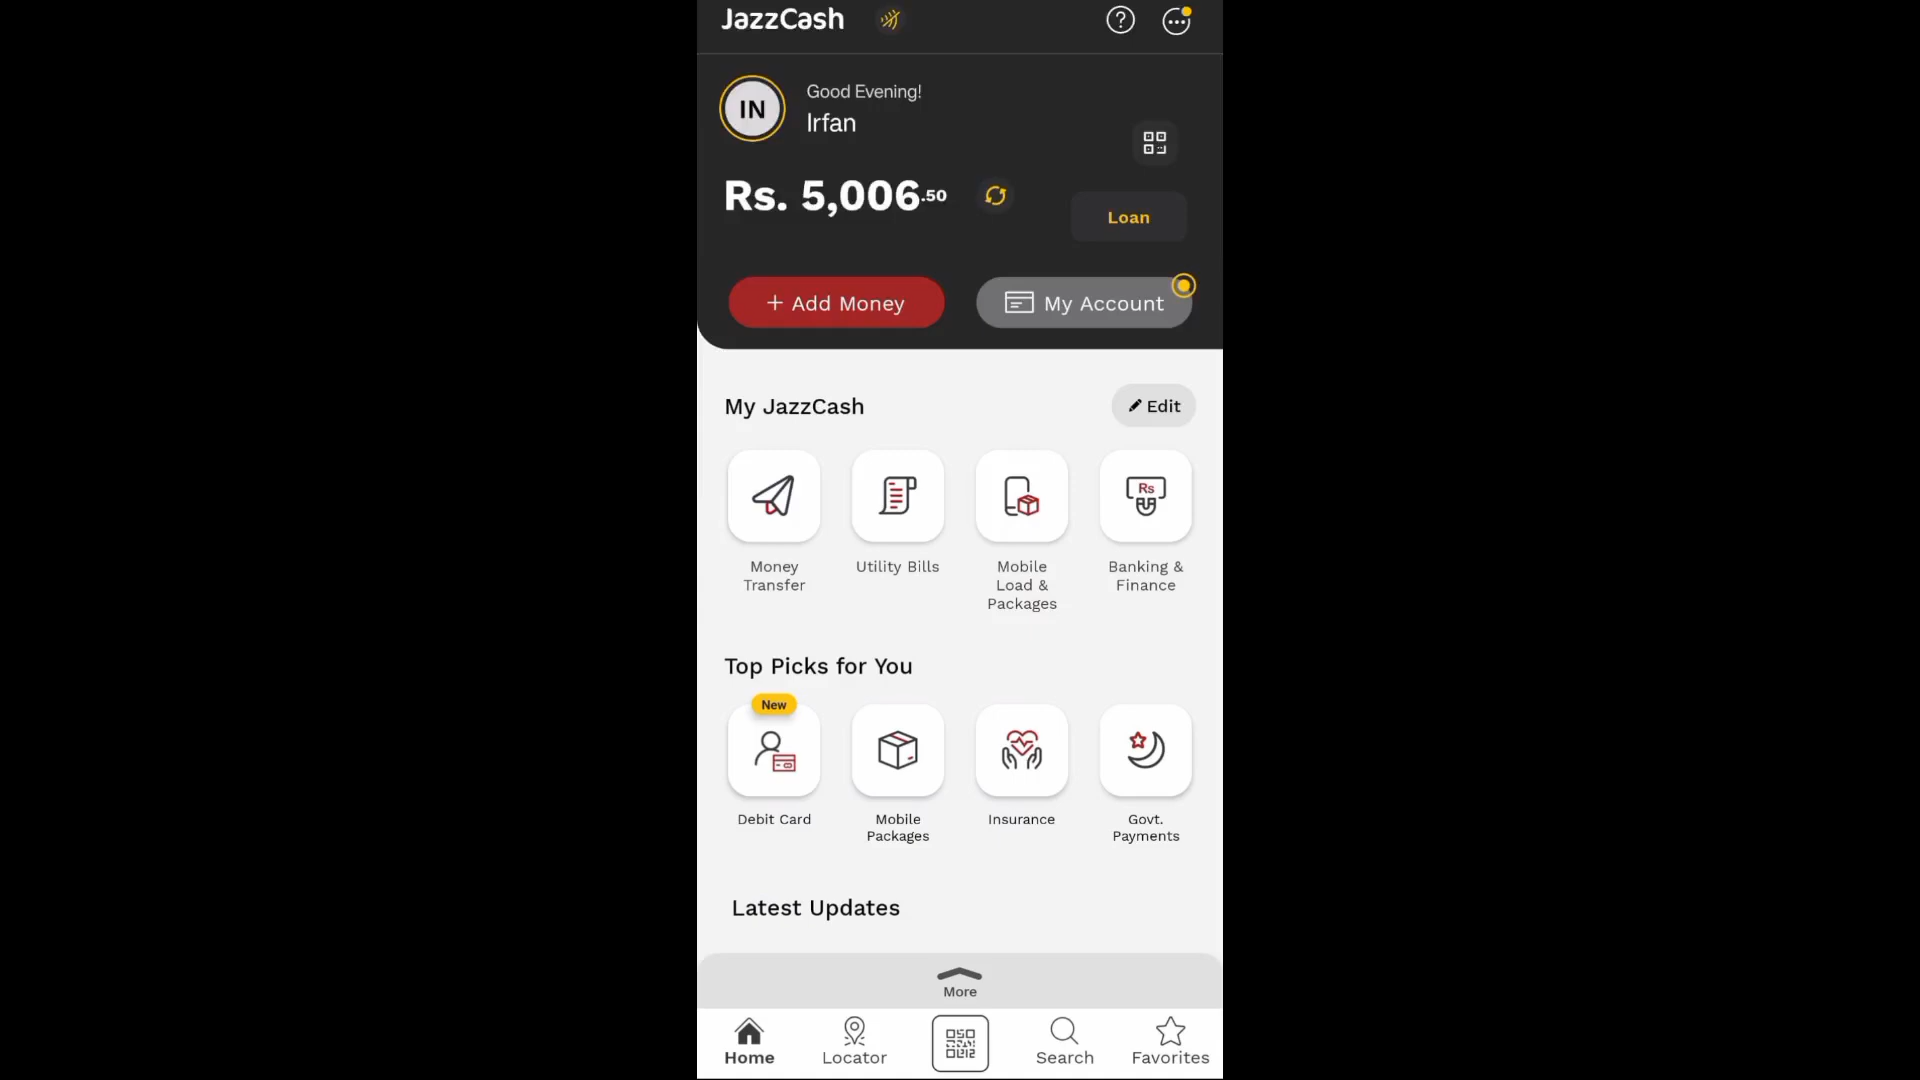 JazzCash
IN
Good Evening!
Irfan
Rs. 5,006.50
Loan
+ Add Money
My Account
My JazzCash
Edit
Rs
Money
Transfer
Utility Bills
Mobile
Load &
Packages
Banking &
Finance
Top Picks for You
New
Debit Card
Mobile
Packages
Insurance
Govt.
Payments
Latest Updates
More
Home
Locator
Search
Favorites